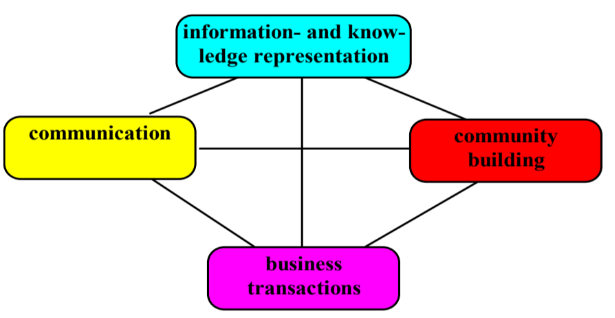 information- and know-
ledge representation
communication
community
building
business
transactions